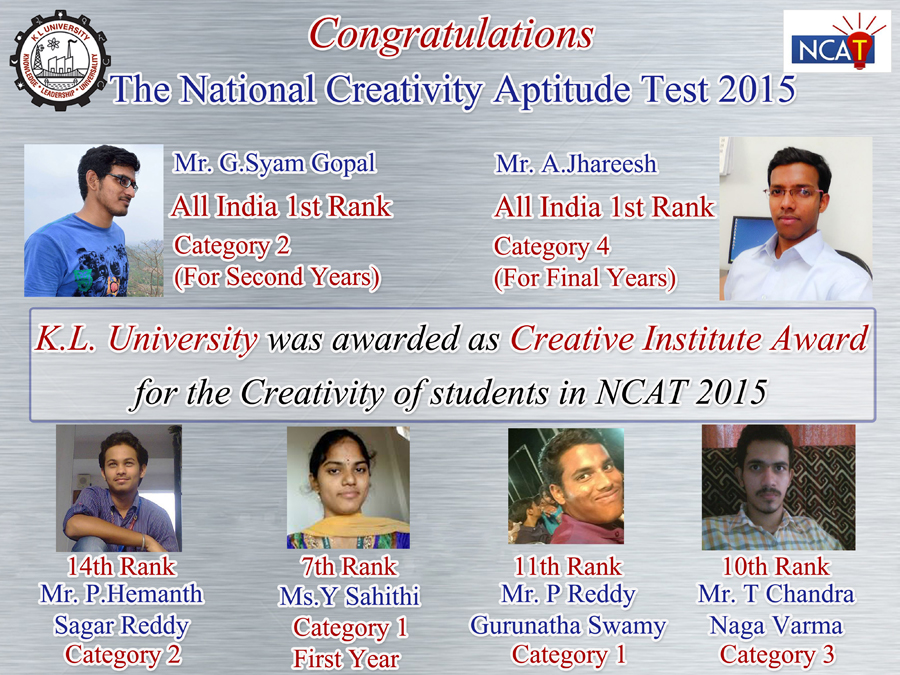 Congratulations
K L UNIVERSITY
KNOWLEDGE · LEADERSHIP · UNIVERSALITY
NCAT
The National Creativity Aptitude Test 2015
Mr. G.Syam Gopal
All India 1st Rank
Category 2
(For Second Years)
Mr. A.Jhareesh
All India 1st Rank
Category 4
(For Final Years)
K.L. University was awarded as Creative Institute Award
for the Creativity of students in NCAT 2015
14th Rank
Mr. P.Hemanth
Sagar Reddy
Category 2
7th Rank
Ms.Y Sahithi
Category 1
First Year
11th Rank
Mr. P Reddy
Gurunatha Swamy
Category 1
10th Rank
Mr. T Chandra
Naga Varma
Category 3